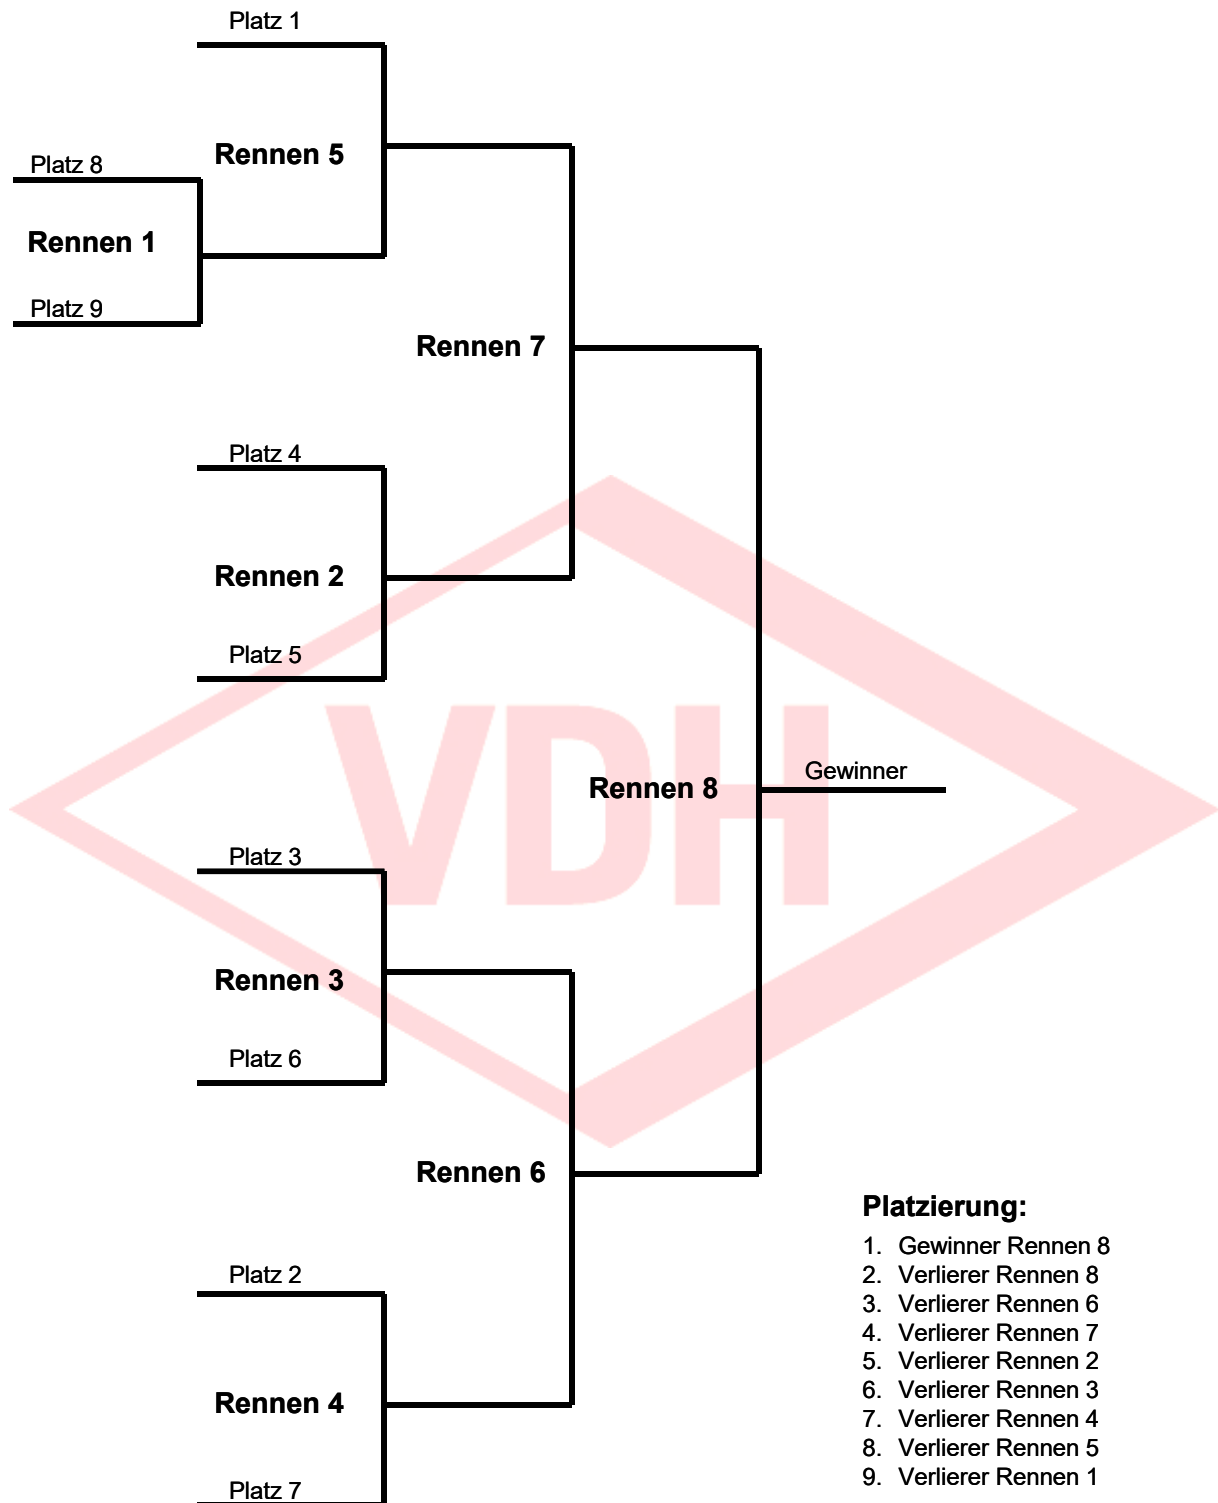 Platz 1
Rennen 5
Platz 8
Rennen 1
Platz 9
Rennen 7
Platz 4
Rennen 2
Platz 5
VDH
Gewinner
Rennen 8
Platz 3
Rennen 3
Platz 6
Rennen 6
Platz 2
Rennen 4
Platz 7
Platzierung:
1. Gewinner Rennen 8
2. Verlierer Rennen 8
3. Verlierer Rennen 6
4. Verlierer Rennen 7
5. Verlierer Rennen 2
6. Verlierer Rennen 3
7. Verlierer Rennen 4
8. Verlierer Rennen 5
9. Verlierer Rennen 1